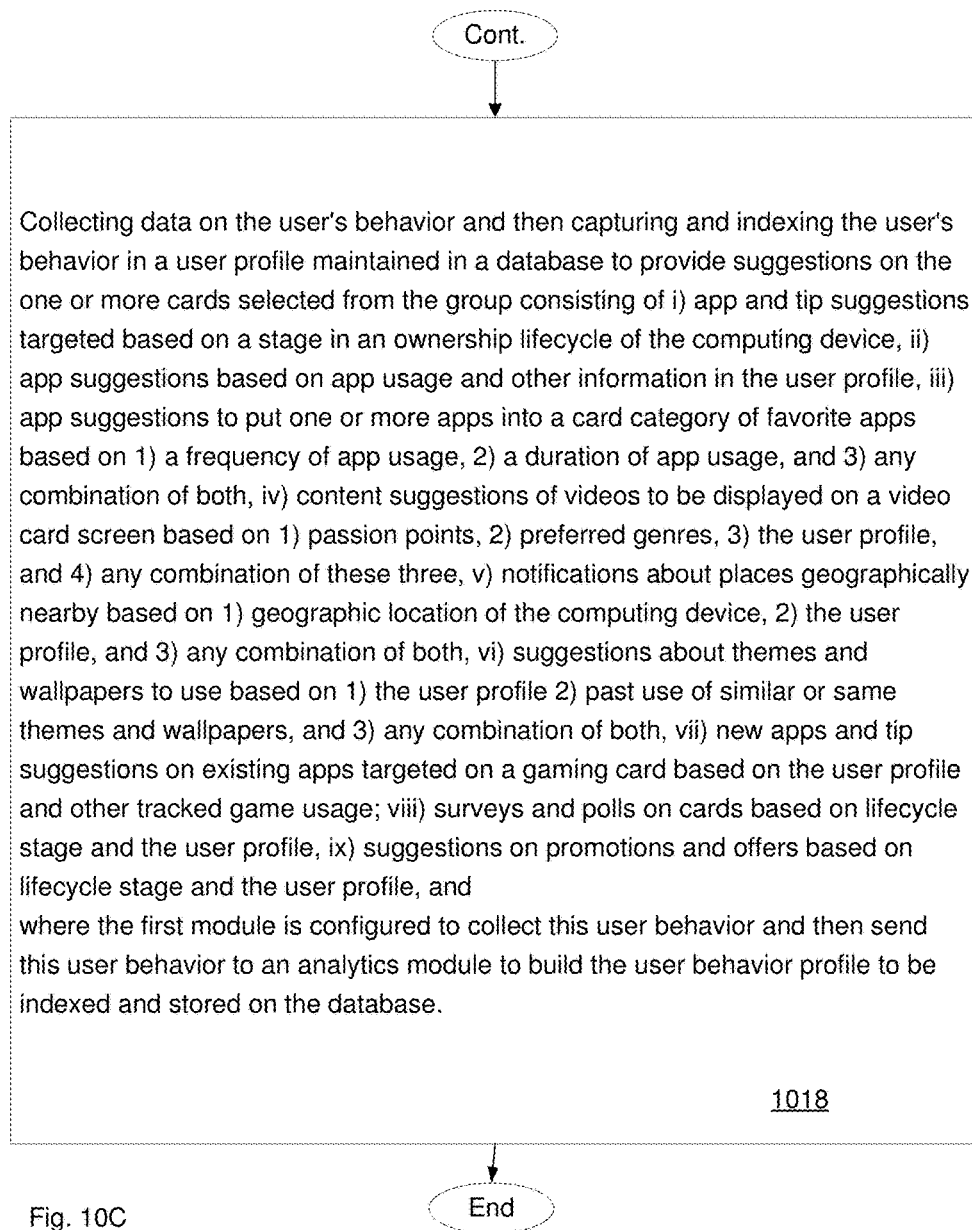 Cont.
Collecting data on the user's behavior and then capturing and indexing the user's
behavior in a user profile maintained in a database to provide suggestions on the
one or more cards selected from the group consisting of i) app and tip suggestions
targeted based on a stage in an ownership lifecycle of the computing device, ii)
app suggestions based on app usage and other information in the user profile, iii)
app suggestions to put one or more apps into a card category of favorite apps
based on 1) a frequency of app usage, 2) a duration of app usage, and 3) any
combination of both, iv) content suggestions of videos to be displayed on a video
card screen based on 1) passion points, 2) preferred genres, 3) the user profile,
and 4) any combination of these three, v) notifications about places geographically
nearby based on 1) geographic location of the computing device, 2) the user
profile, and 3) any combination of both, vi) suggestions about themes and
wallpapers to use based on 1) the user profile 2) past use of similar or same
themes and wallpapers, and 3) any combination of both, vii) new apps and tip
suggestions on existing apps targeted on a gaming card based on the user profile
and other tracked game usage; viii) surveys and polls on cards based on lifecycle
stage and the user profile, ix) suggestions on promotions and offers based on
lifecycle stage and the user profile, and
where the first module is configured to collect this user behavior and then send
this user behavior to an analytics module to build the user behavior profile to be
indexed and stored on the database.
1018
End
Fig. 10C